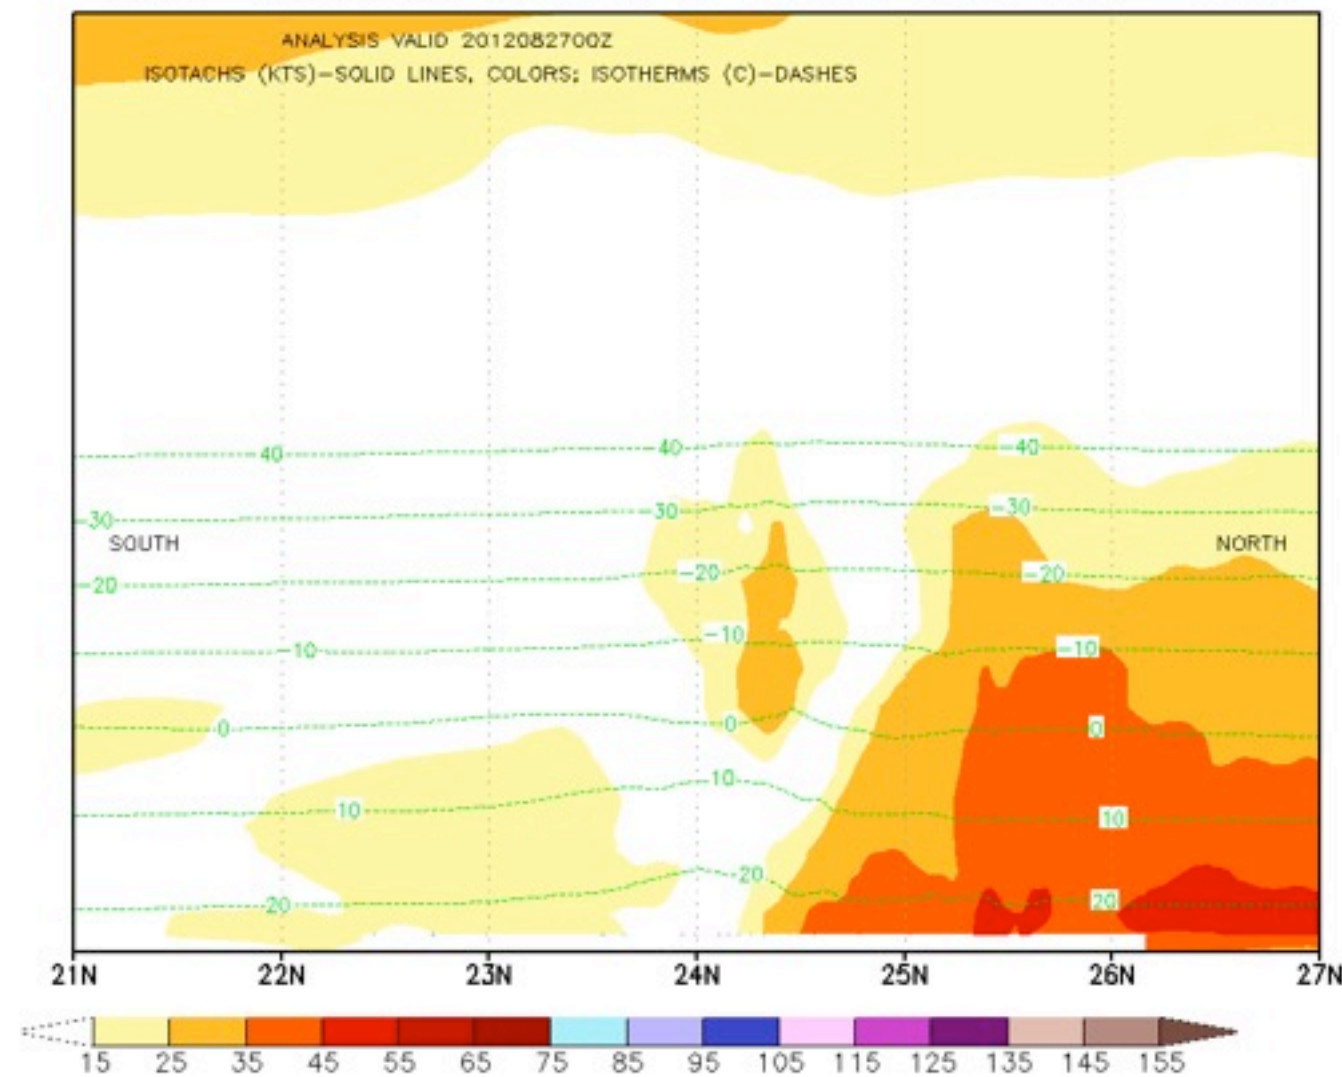 ANALYSIS VALID 2012082700Z
ISOTACHS (KTS)-SOLID LINES, COLORS; ISOTHERMS (C)-DASHES
40 40 -40
-30 30 -30
SOUTH NORTH
-20 -20 -20
-10 -10 -10
0 0 0
10 10 10
20 20 20
21N 22N 23N 24N 25N 26N 27N
15 25 35 45 55 65 75 85 95 105 115 125 135 145 155